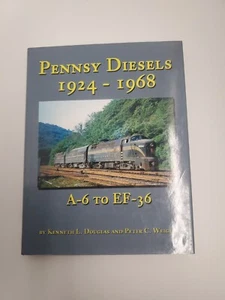 PENNSY DIESELS
1924 - 1968
A-6 TO EF-36
BY KENNETH L. DOUGLAS AND PETER C.